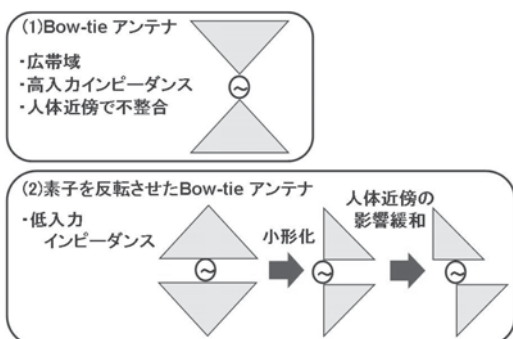 (1)Bow-tie アンテナ
・広帯域
・高入力インピーダンス
・人体近傍で不整合
(2)素子を反転させたBow-tie アンテナ
・低入力
インピーダンス
小形化
人体近傍の
影響緩和